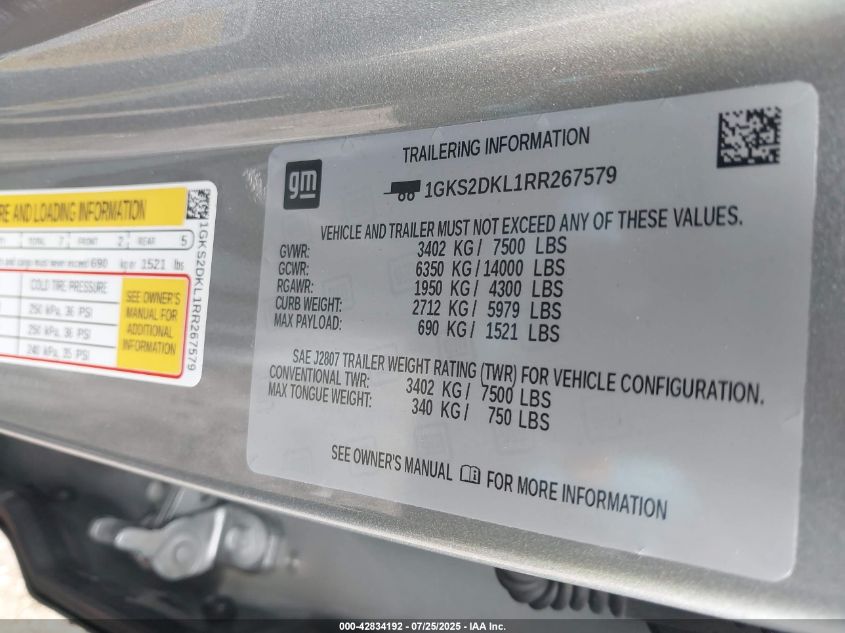 RE AND LOADING INFORMATION
TOTAL 7 FRONT 2 REAR 5
and cargo must never exceed 690 kg or 1521 lbs
COLD TIRE PRESSURE
250 kPa, 36 PSI
250 kPa, 36 PSI
240 kPa, 35 PSI
SEE OWNER'S
MANUAL FOR
ADDITIONAL
INFORMATION
1GKS2DKL1RR267579
gm
TRAILERING INFORMATION
1GKS2DKL1RR267579
VEHICLE AND TRAILER MUST NOT EXCEED ANY OF THESE VALUES.
GVWR: 3402 KG/ 7500 LBS
GCWR: 6350 KG/14000 LBS
RGAWR: 1950 KG/ 4300 LBS
CURB WEIGHT: 2712 KG/ 5979 LBS
MAX PAYLOAD: 690 KG/ 1521 LBS
SAE J2807 TRAILER WEIGHT RATING (TWR) FOR VEHICLE CONFIGURATION.
CONVENTIONAL TWR: 3402 KG/ 7500 LBS
MAX TONGUE WEIGHT: 340 KG/ 750 LBS
SEE OWNER'S MANUAL FOR MORE INFORMATION
000-42834192 - 07/25/2025 - IAA Inc.